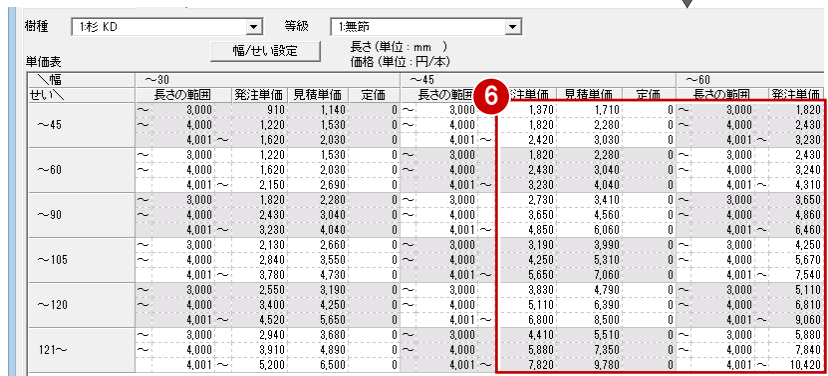 樹種 1:杉 KD 等級 1:無節
幅/せい設定 長さ(単位 : mm )
単価表 価格(単位 : 円/本)
＼幅 ～30 ～45 ～60
せい＼ 長さの範囲 発注単価 見積単価 定価 長さの範囲 6 注単価 見積単価 定価 長さの範囲 発注単価
～ 3,000 910 1,140 0 ～ 3,000 1,370 1,710 0 ～ 3,000 1,820
～45 ～ 4,000 1,220 1,530 0 ～ 4,000 1,820 2,280 0 ～ 4,000 2,430
4,001 ～ 1,620 2,030 0 4,001 ～ 2,420 3,030 0 4,001 ～ 3,230
～ 3,000 1,220 1,530 0 ～ 3,000 1,820 2,280 0 ～ 3,000 2,430
～60 ～ 4,000 1,620 2,030 0 ～ 4,000 2,430 3,040 0 ～ 4,000 3,240
4,001 ～ 2,150 2,690 0 4,001 ～ 3,230 4,040 0 4,001 ～ 4,310
～ 3,000 1,820 2,280 0 ～ 3,000 2,730 3,410 0 ～ 3,000 3,650
～90 ～ 4,000 2,430 3,040 0 ～ 4,000 3,650 4,560 0 ～ 4,000 4,860
4,001 ～ 3,230 4,040 0 4,001 ～ 4,850 6,060 0 4,001 ～ 6,460
～ 3,000 2,130 2,660 0 ～ 3,000 3,190 3,990 0 ～ 3,000 4,250
～105 ～ 4,000 2,840 3,550 0 ～ 4,000 4,250 5,310 0 ～ 4,000 5,670
4,001 ～ 3,780 4,730 0 4,001 ～ 5,650 7,060 0 4,001 ～ 7,540
～ 3,000 2,550 3,190 0 ～ 3,000 3,830 4,790 0 ～ 3,000 5,110
～120 ～ 4,000 3,400 4,250 0 ～ 4,000 5,110 6,390 0 ～ 4,000 6,810
4,001 ～ 4,520 5,650 0 4,001 ～ 6,800 8,500 0 4,001 ～ 9,060
～ 3,000 2,940 3,680 0 ～ 3,000 4,410 5,510 0 ～ 3,000 5,880
121～ ～ 4,000 3,910 4,890 0 ～ 4,000 5,880 7,350 0 ～ 4,000 7,840
4,001 ～ 5,200 6,500 0 4,001 ～ 7,820 9,780 0 4,001 ～ 10,420